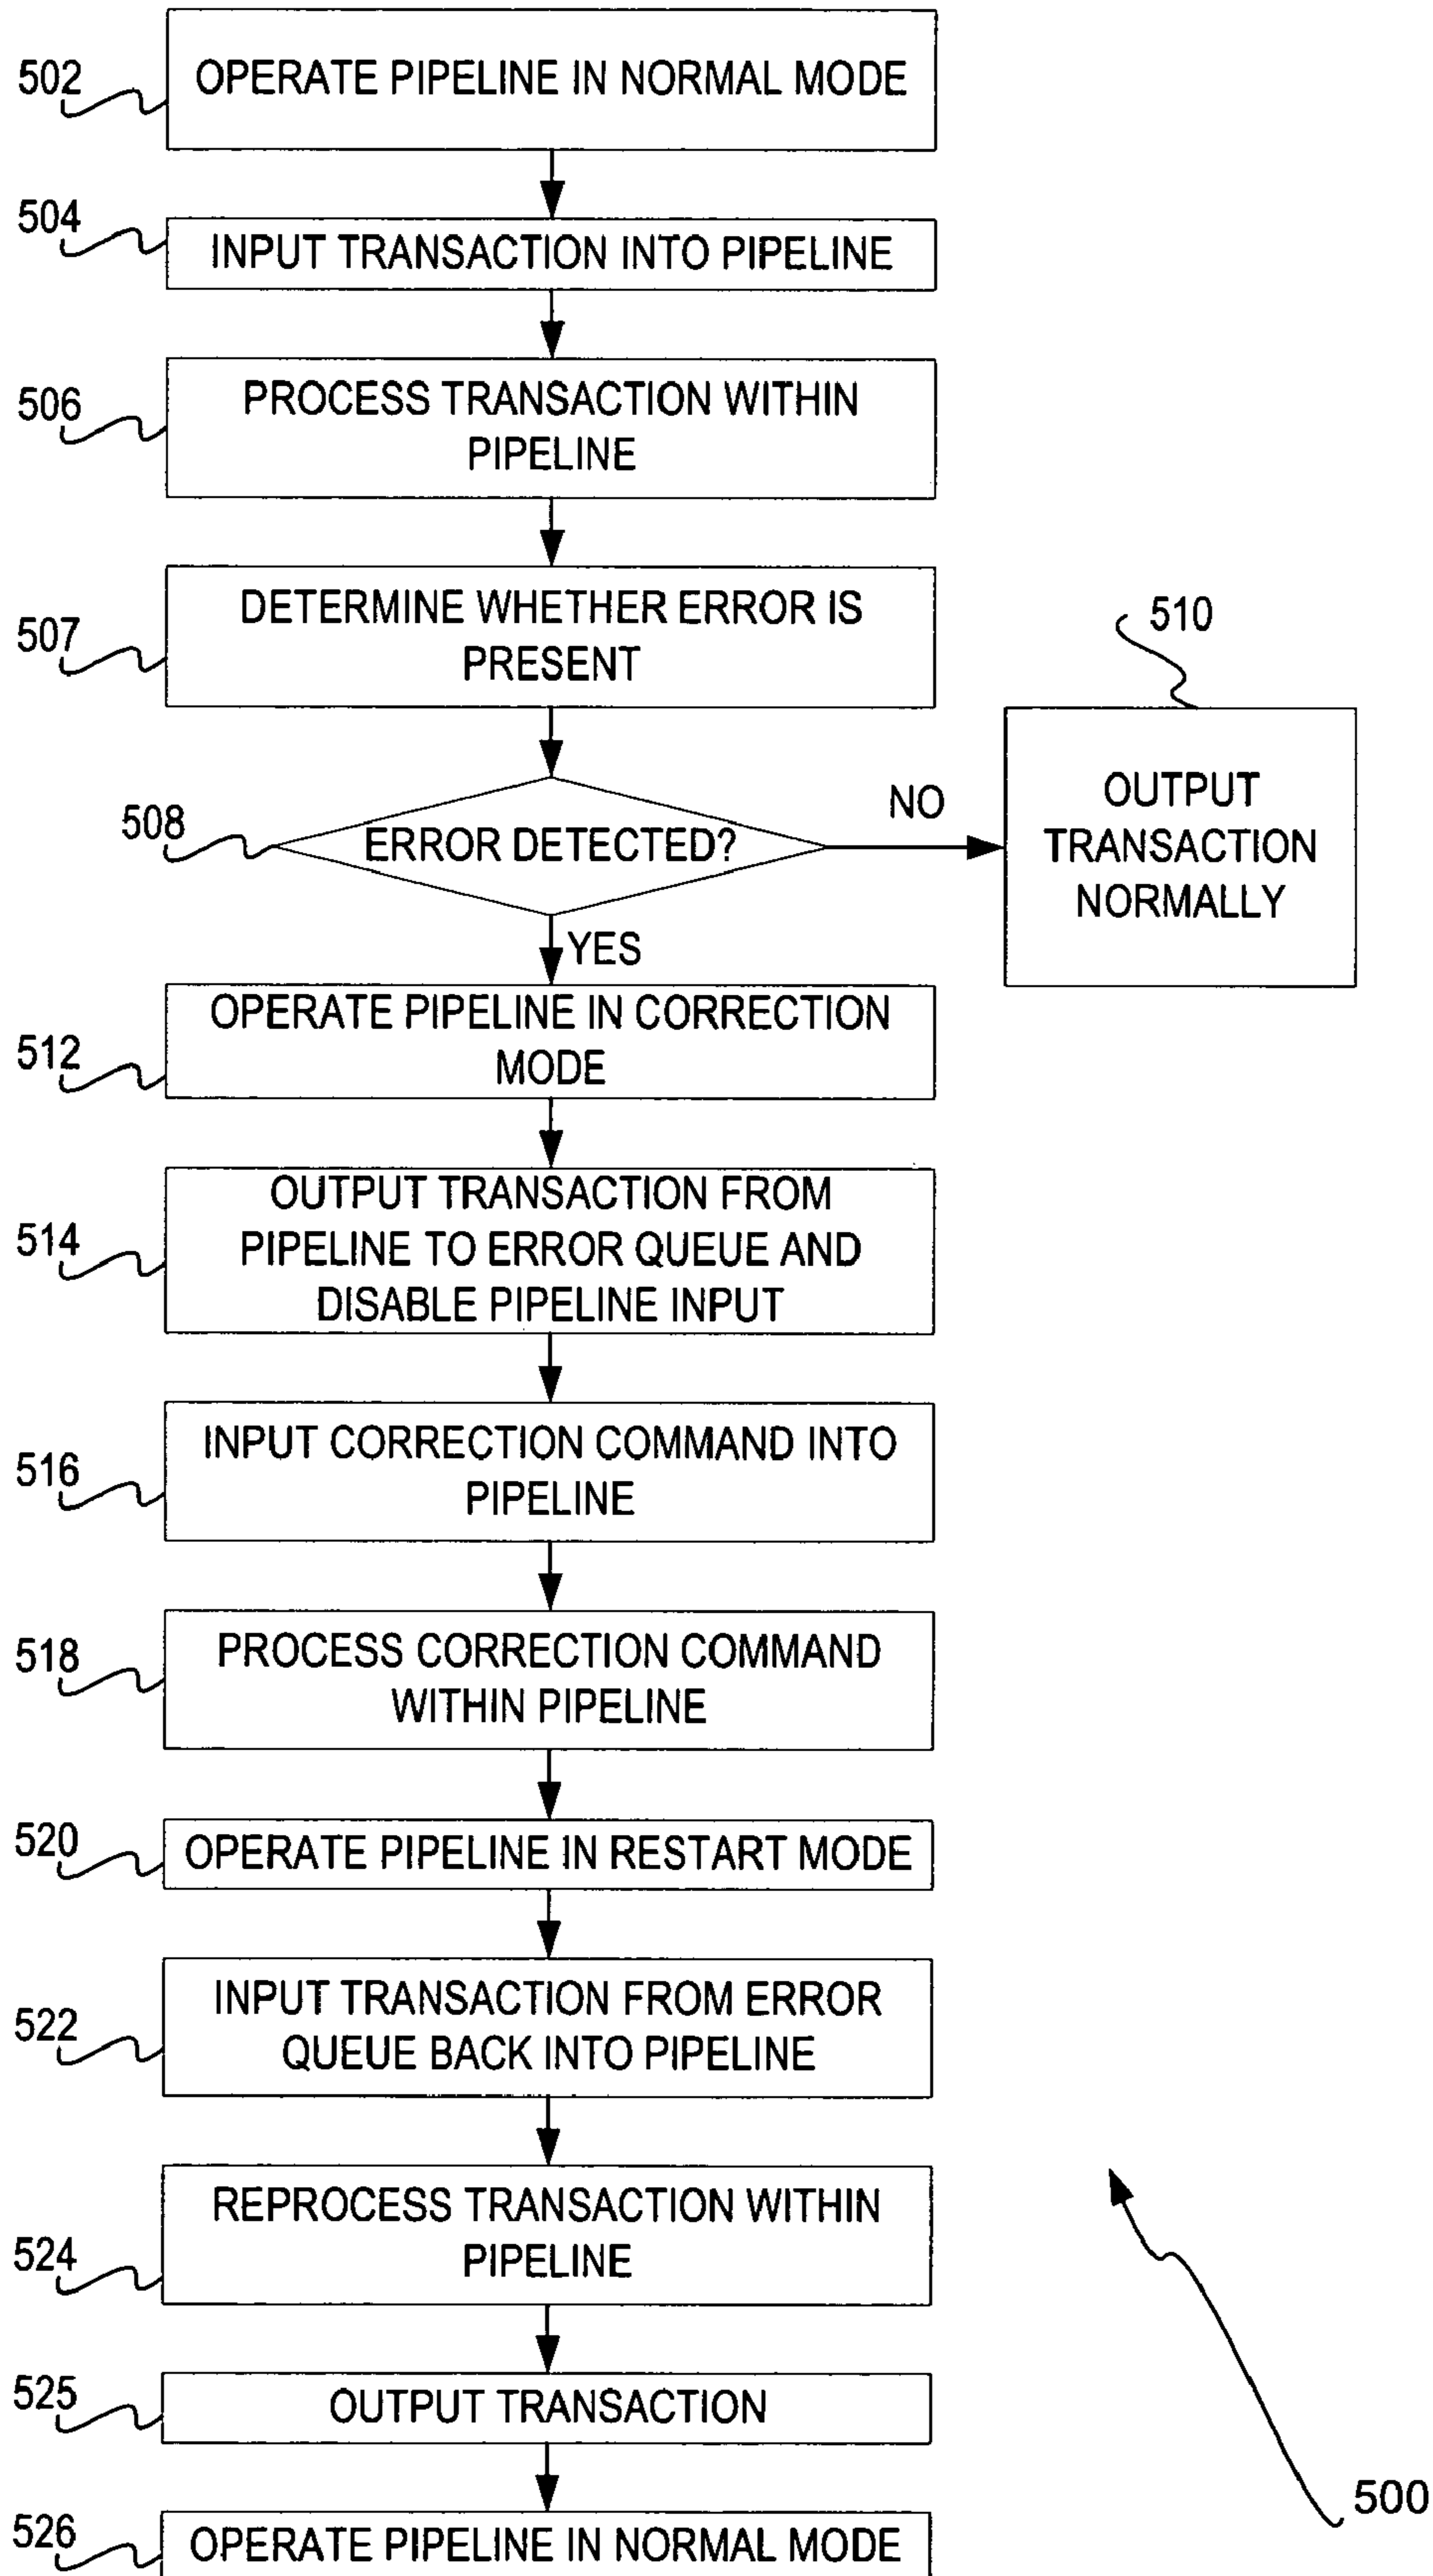 502
OPERATE PIPELINE IN NORMAL MODE
504
INPUT TRANSACTION INTO PIPELINE
506
PROCESS TRANSACTION WITHIN
PIPELINE
507
DETERMINE WHETHER ERROR IS
PRESENT
510
508
ERROR DETECTED?
NO
OUTPUT
TRANSACTION
NORMALLY
YES
512
OPERATE PIPELINE IN CORRECTION
MODE
514
OUTPUT TRANSACTION FROM
PIPELINE TO ERROR QUEUE AND
DISABLE PIPELINE INPUT
516
INPUT CORRECTION COMMAND INTO
PIPELINE
518
PROCESS CORRECTION COMMAND
WITHIN PIPELINE
520
OPERATE PIPELINE IN RESTART MODE
522
INPUT TRANSACTION FROM ERROR
QUEUE BACK INTO PIPELINE
524
REPROCESS TRANSACTION WITHIN
PIPELINE
525
OUTPUT TRANSACTION
500
526
OPERATE PIPELINE IN NORMAL MODE